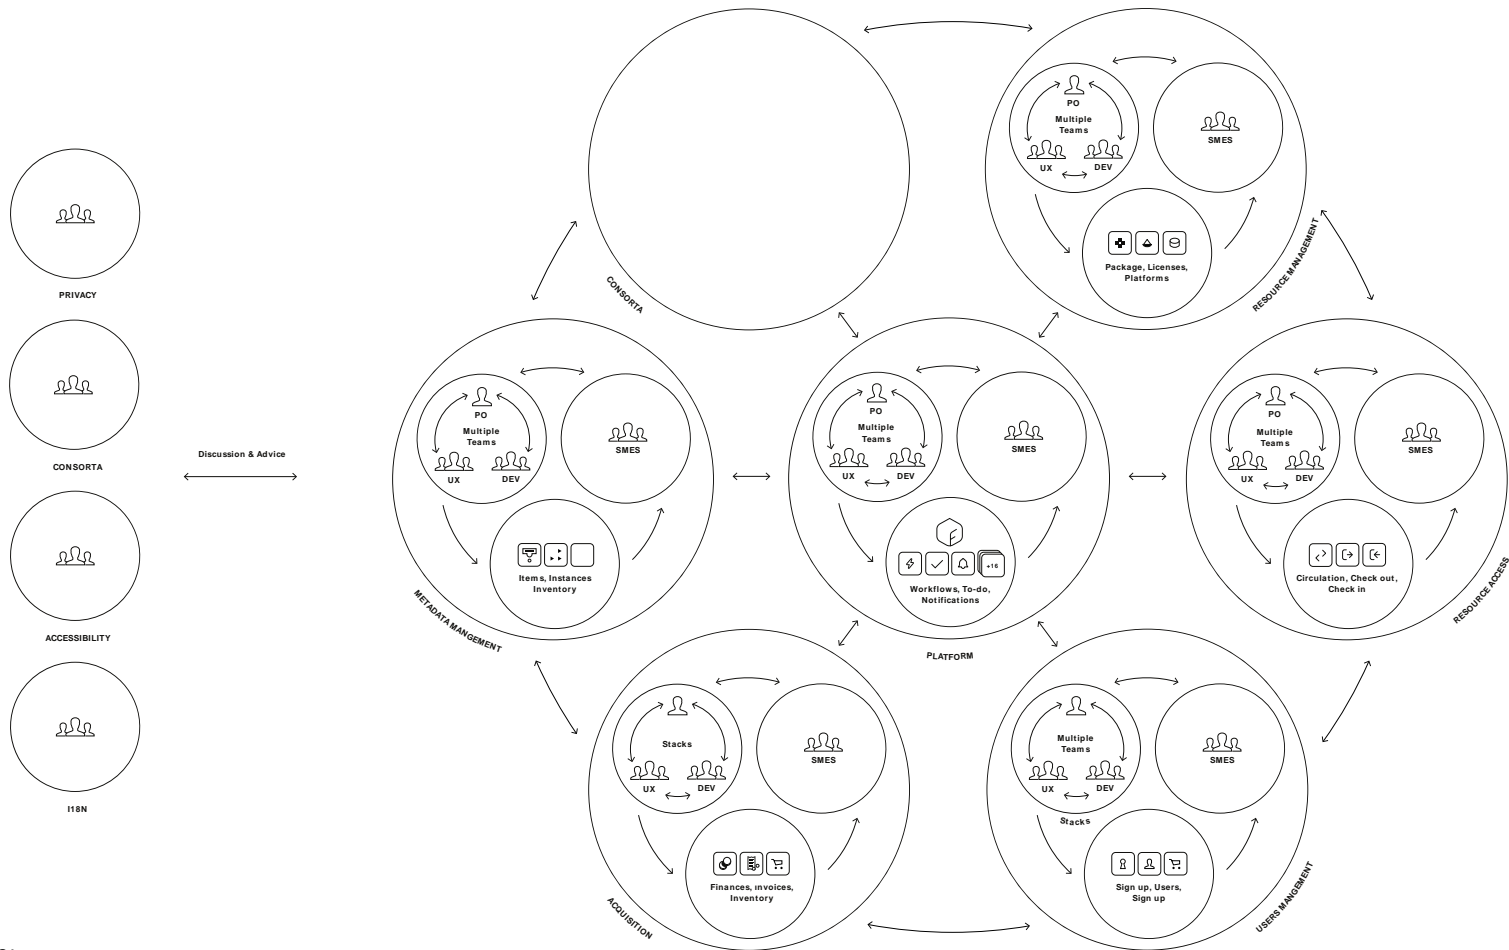 PRIVACY
CONSORTA
ACCESSIBILITY
I18N
Discussion & Advice
CONSORTA
PO
Multiple
Teams
UX
DEV
SMES
Package, Licenses,
Platforms
RESOURCE MANAGEMENT
PO
Multiple
Teams
UX
DEV
SMES
Items, Instances
Inventory
METADATA MANGEMENT
PO
Multiple
Teams
UX
DEV
SMES
+16
Workflows, To-do,
Notifications
PLATFORM
PO
Multiple
Teams
UX
DEV
SMES
Circulation, Check out,
Check in
RESOURCE ACCESS
Stacks
UX
DEV
SMES
Finances, Invoices,
Inventory
ACQUISITION
Multiple
Teams
UX
DEV
Stacks
SMES
Sign up, Users,
Sign up
USERS MANGEMENT